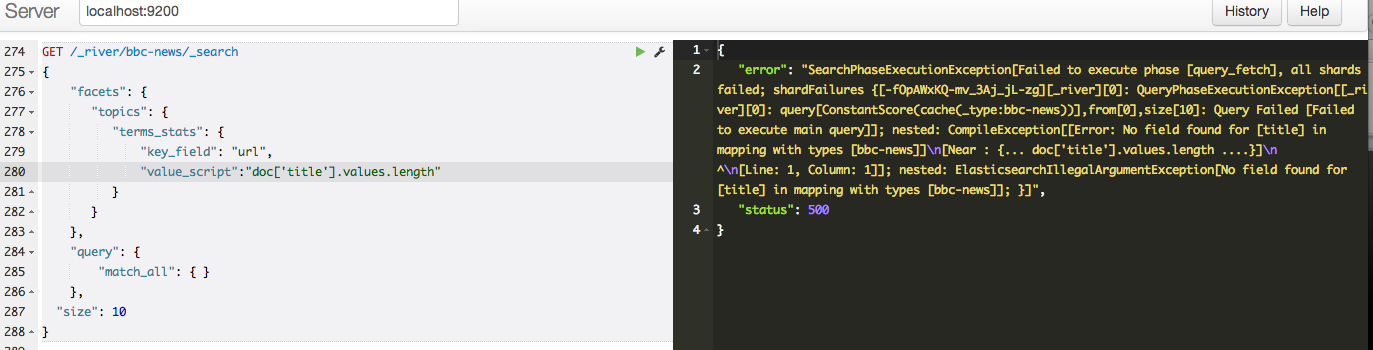 Server localhost:9200 History Help
274 GET /_river/bbc-news/_search
275 {
276 "facets": {
277 "topics": {
278 "terms_stats": {
279 "key_field": "url",
280 "value_script":"doc['title'].values.length"
281 }
282 }
283 },
284 "query": {
285 "match_all": { }
286 },
287 "size": 10
288 }
1 {
2 "error": "SearchPhaseExecutionException[Failed to execute phase [query_fetch], all shards
failed; shardFailures {[-fOpAWxKQ-mv_3Aj_jL-zg][_river][0]: QueryPhaseExecutionException[[_ri
ver][0]: query[ConstantScore(cache(_type:bbc-news))],from[0],size[10]: Query Failed [Failed
to execute main query]]; nested: CompileException[[Error: No field found for [title] in
mapping with types [bbc-news]]\n[Near : {... doc['title'].values.length ....}]\n
^\n[Line: 1, Column: 1]]; nested: ElasticsearchIllegalArgumentException[No field found for
[title] in mapping with types [bbc-news]]; }]",
3 "status": 500
4 }